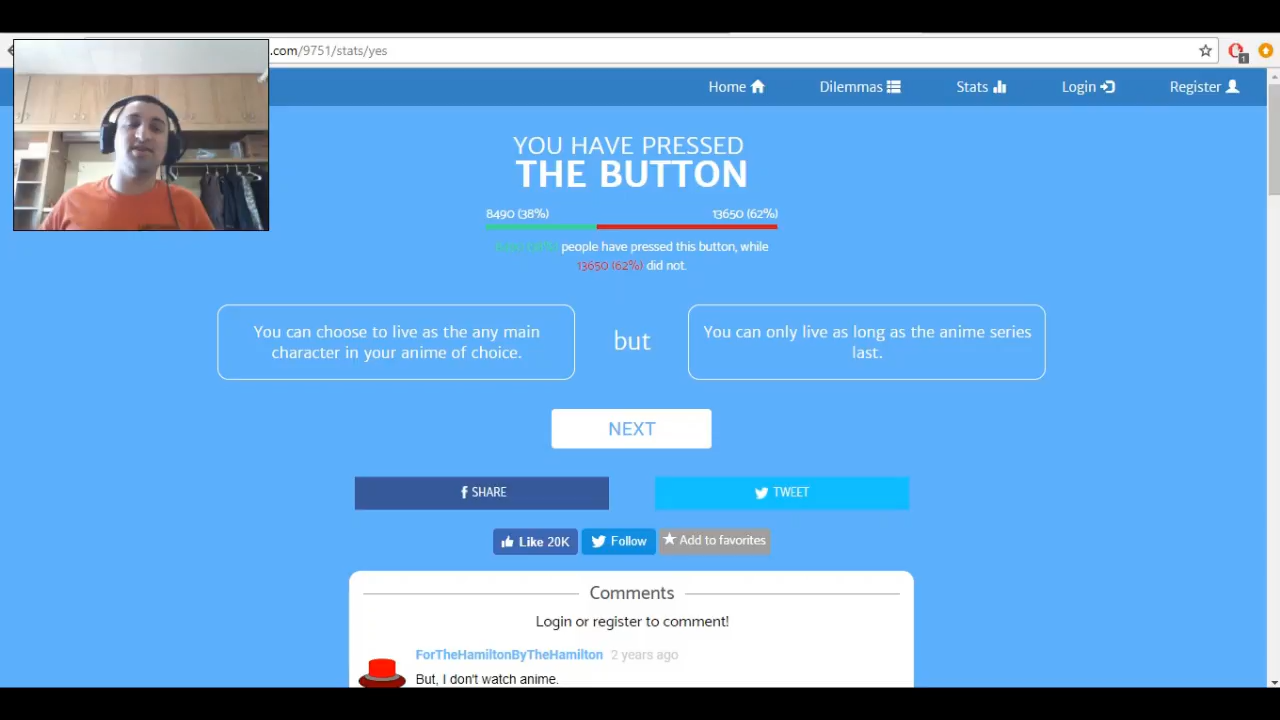 .com/9751/stats/yes
1
Home
Dilemmas
Stats
Login
Register
YOU HAVE PRESSED
THE BUTTON
8490 (38%) 13650 (62%)
people have pressed this button, while
13650 (62%) did not.
You can choose to live as the any main
character in your anime of choice.
but
You can only live as long as the anime series
last.
NEXT
f SHARE
TWEET
Like 20K
Follow
Add to favorites
Comments
Login or register to comment!
ForTheHamiltonByTheHamilton 2 years ago
But, I don't watch anime.